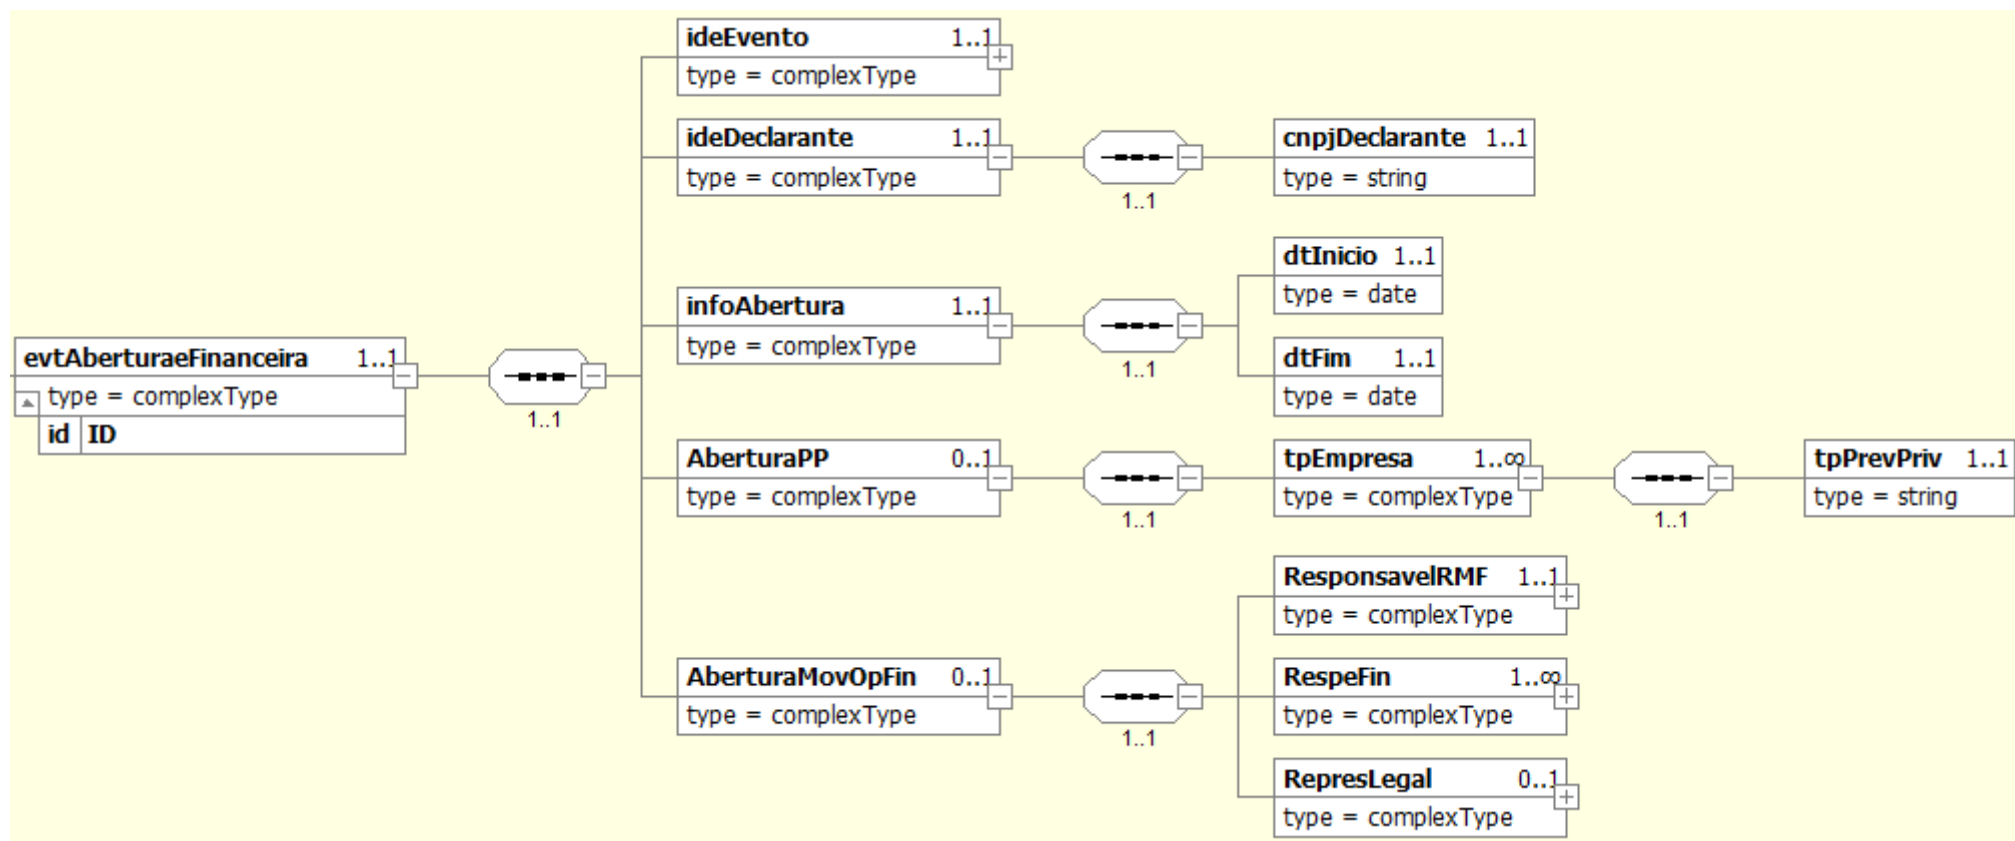 evtAberturaeFinanceira 1..1
type = complexType
id ID
1..1
ideEvento 1..1
type = complexType
ideDeclarante 1..1
type = complexType
1..1
cnpjDeclarante 1..1
type = string
infoAbertura 1..1
type = complexType
1..1
dtInicio 1..1
type = date
dtFim 1..1
type = date
AberturaPP 0..1
type = complexType
1..1
tpEmpresa 1..∞
type = complexType
1..1
tpPrevPriv 1..1
type = string
AberturaMovOpFin 0..1
type = complexType
1..1
ResponsavelRMF 1..1
type = complexType
RespeFin 1..∞
type = complexType
RepresLegal 0..1
type = complexType